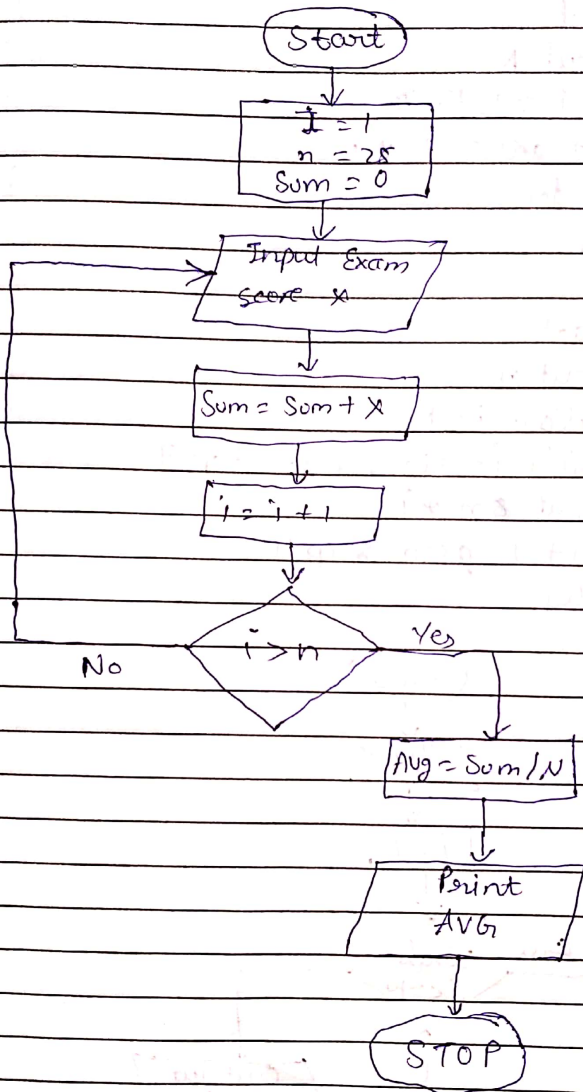 Start
I = 1
n = 25
Sum = 0
Input Exam
score x
Sum = Sum + x
i = i + 1
i > n
Yes
No
Avg = Sum / N
Print
AVG
STOP